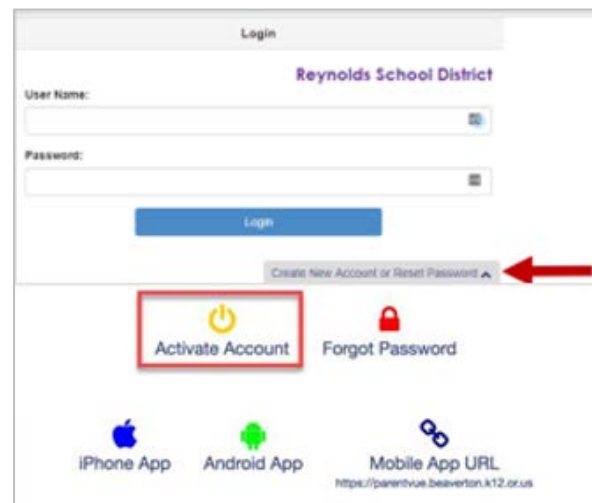 Login
Reynolds School District
User Name:
Password:
Login
Create New Account or Reset Password
Activate Account Forgot Password
iPhone App Android App Mobile App URL
https://parentvue.beaverton.k12.or.us